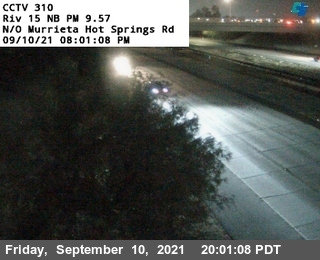 CCTV 310
Riv 15 NB PM 9.57
N/O Murrieta Hot Springs Rd
09/10/21 08:01:08 PM
Friday, September 10, 2021 20:01:08 PDT